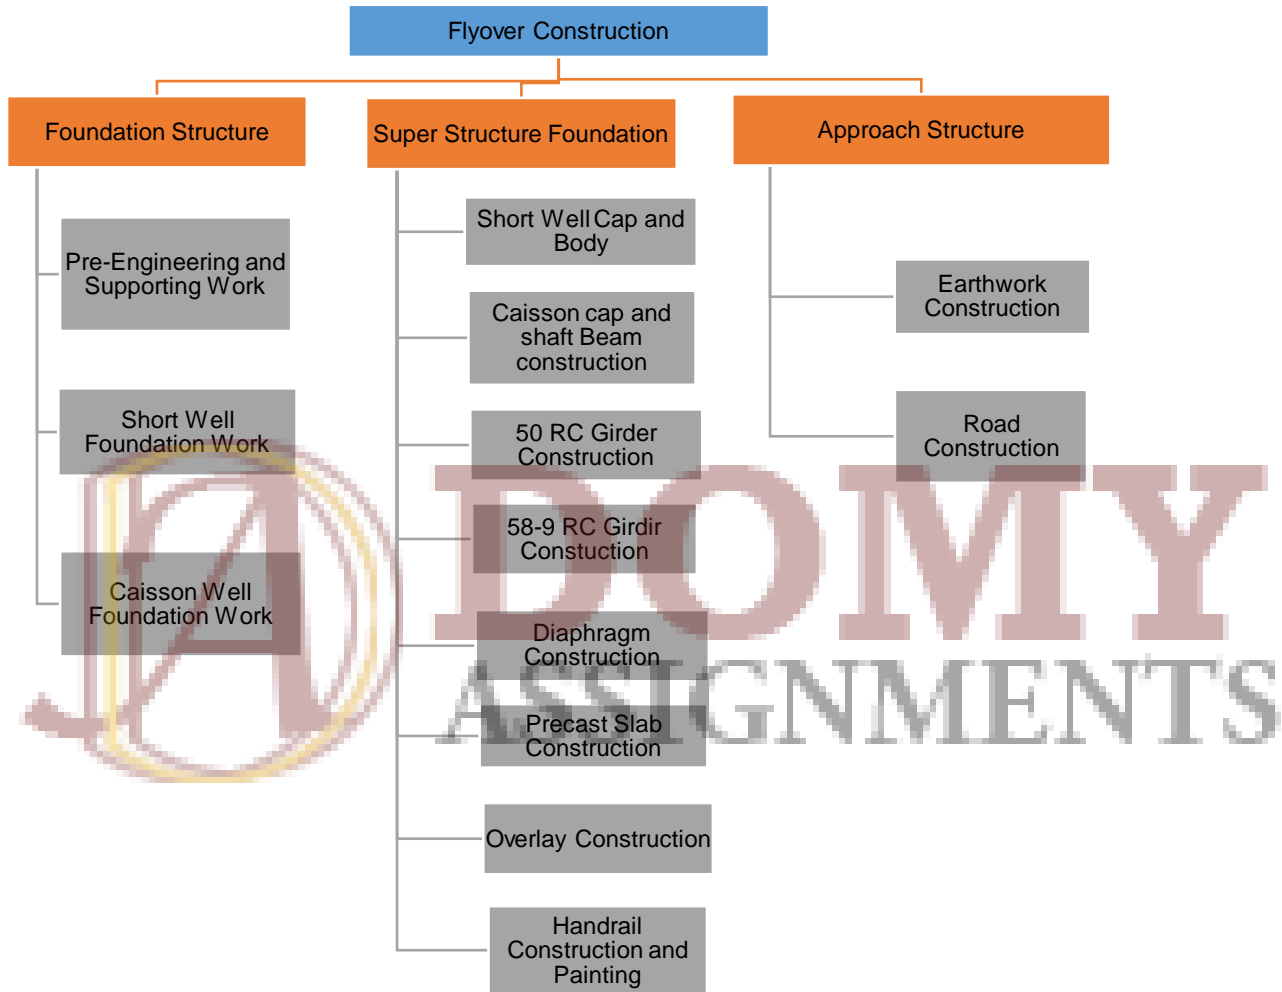 Flyover Construction
Foundation Structure
Super Structure Foundation
Approach Structure
Pre-Engineering and
Supporting Work
Short Well
Foundation Work
Caisson Well
Foundation Work
Short Well Cap and
Body
Caisson cap and
shaft Beam
construction
50 RC Girder
Construction
58-9 RC Girdir
Constuction
Diaphragm
Construction
Precast Slab
Construction
Overlay Construction
Handrail
Construction and
Painting
Earthwork
Construction
Road
Construction
DOMY
ASSIGNMENTS